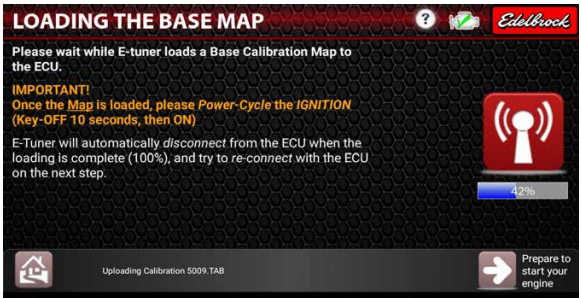 LOADING THE BASE MAP
?
Edelbrock
Please wait while E-tuner loads a Base Calibration Map to
the ECU.
IMPORTANT!
Once the Map is loaded, please Power-Cycle the IGNITION
(Key-OFF 10 seconds, then ON)
E-Tuner will automatically disconnect from the ECU when the
loading is complete (100%), and try to re-connect with the ECU
on the next step.
42%
Uploading Calibration 5009.TAB
Prepare to
start your
engine